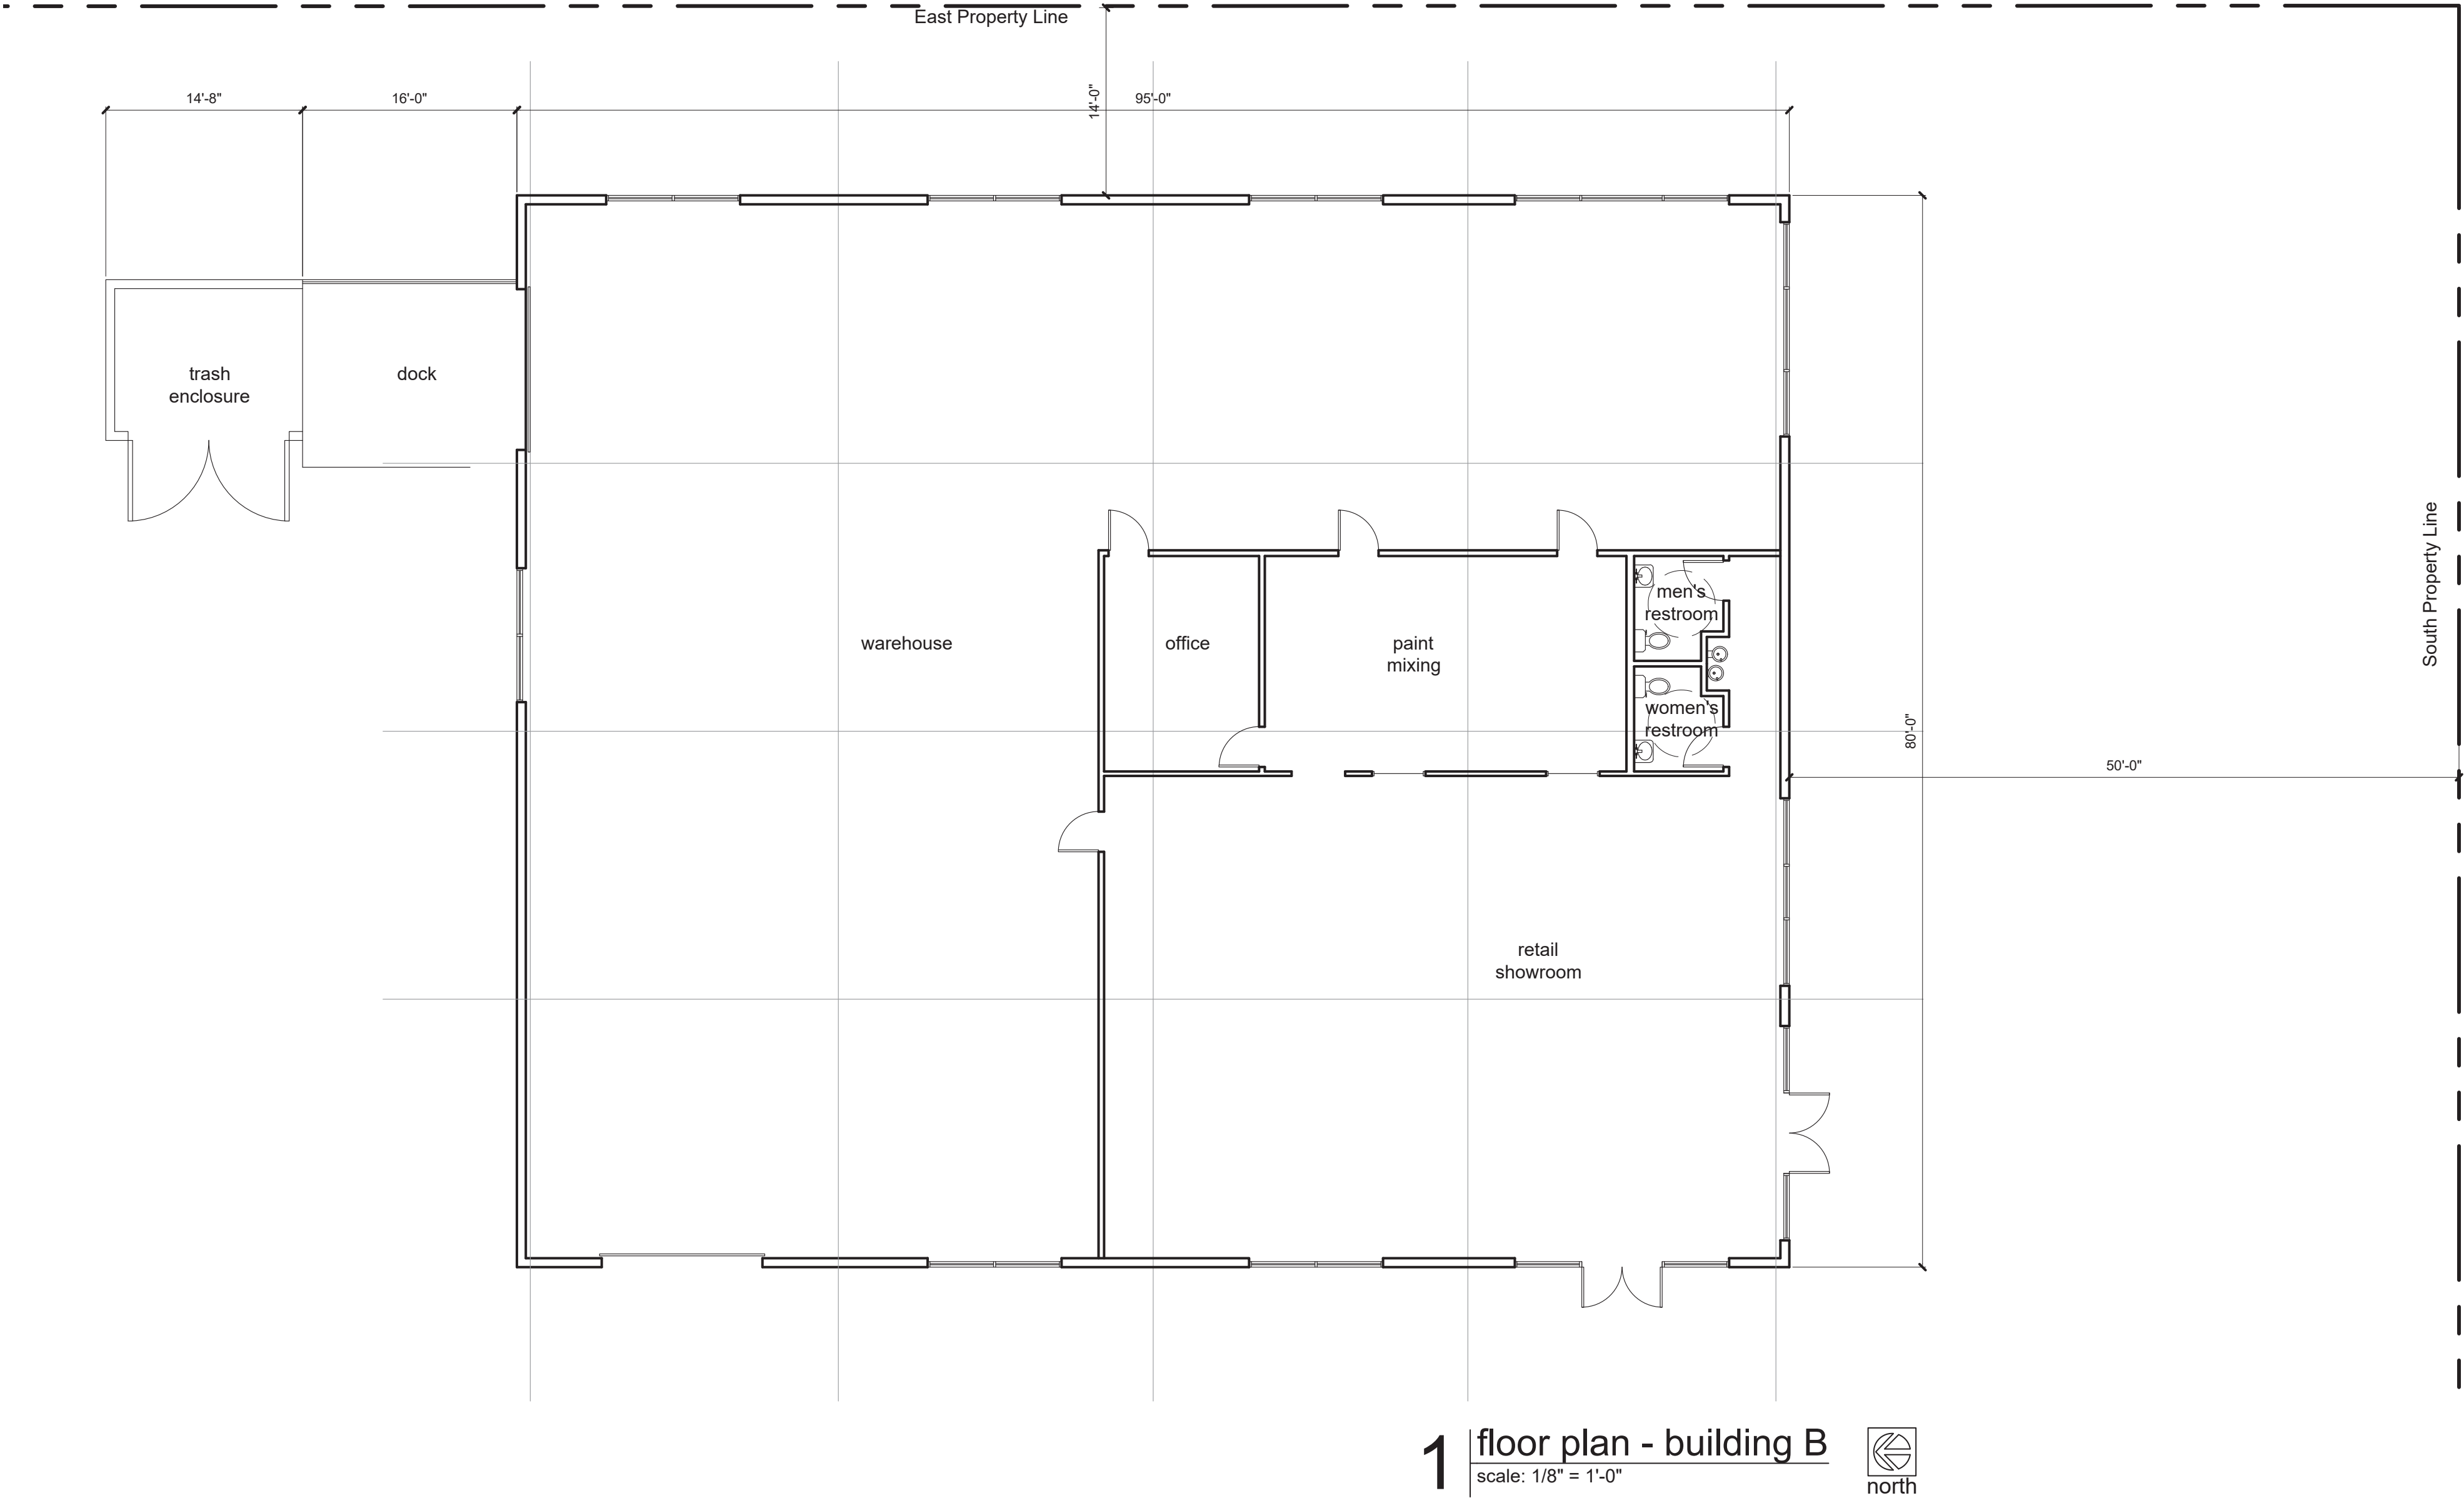 East Property Line
14'-8"
16'-0"
14'-0"
95'-0"
trash
enclosure
dock
South Property Line
men's
restroom
warehouse
office
paint
mixing
women's
restroom
80'-0"
50'-0"
retail
showroom
1
floor plan - building B
scale: 1/8" = 1'-0"
north